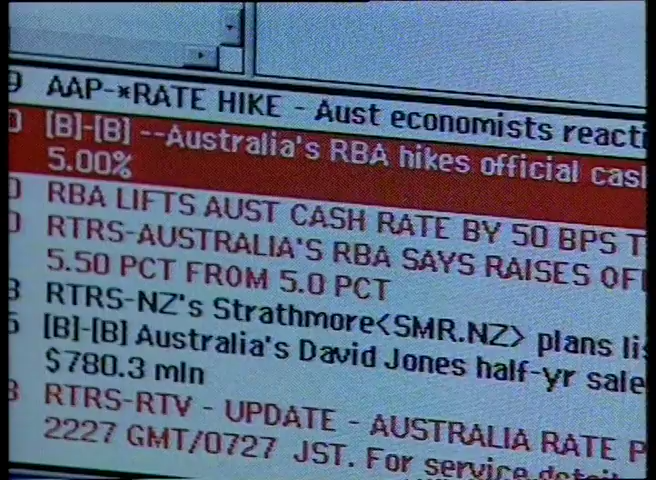 AAP-*RATE HIKE - Aust economists reacti
[B]-[B] --Australia's RBA hikes official cas
5.00%
RBA LIFTS AUST CASH RATE BY 50 BPS T
RTRS-AUSTRALIA'S RBA SAYS RAISES OF
5.50 PCT FROM 5.0 PCT
RTRS-NZ's Strathmore<SMR.NZ> plans li
[B]-[B] Australia's David Jones half-yr sale
$780.3 mln
RTRS-RTV - UPDATE - AUSTRALIA RATE P
2227 GMT/0727 JST. For service